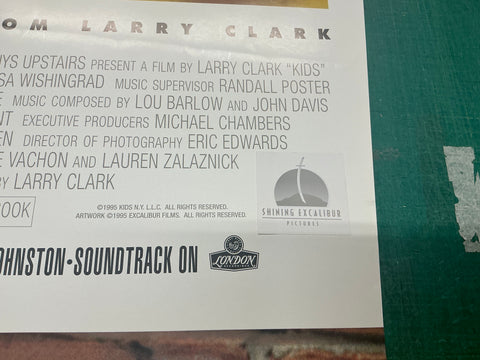 OM LARRY CLARK
UYS UPSTAIRS PRESENT A FILM BY LARRY CLARK "KIDS"
SA WISHINGRAD MUSIC SUPERVISOR RANDALL POSTER
E MUSIC COMPOSED BY LOU BARLOW AND JOHN DAVIS
NT EXECUTIVE PRODUCERS MICHAEL CHAMBERS
EN DIRECTOR OF PHOTOGRAPHY ERIC EDWARDS
E VACHON AND LAUREN ZALAZNICK
BY LARRY CLARK
OOK
©1995 KIDS N.Y. L.L.C. ALL RIGHTS RESERVED.
ARTWORK ©1995 EXCALIBUR FILMS. ALL RIGHTS RESERVED.
SHINING EXCALIBUR
PICTURES
OHNSTON•SOUNDTRACK ON
LONDON
RECORDINGS